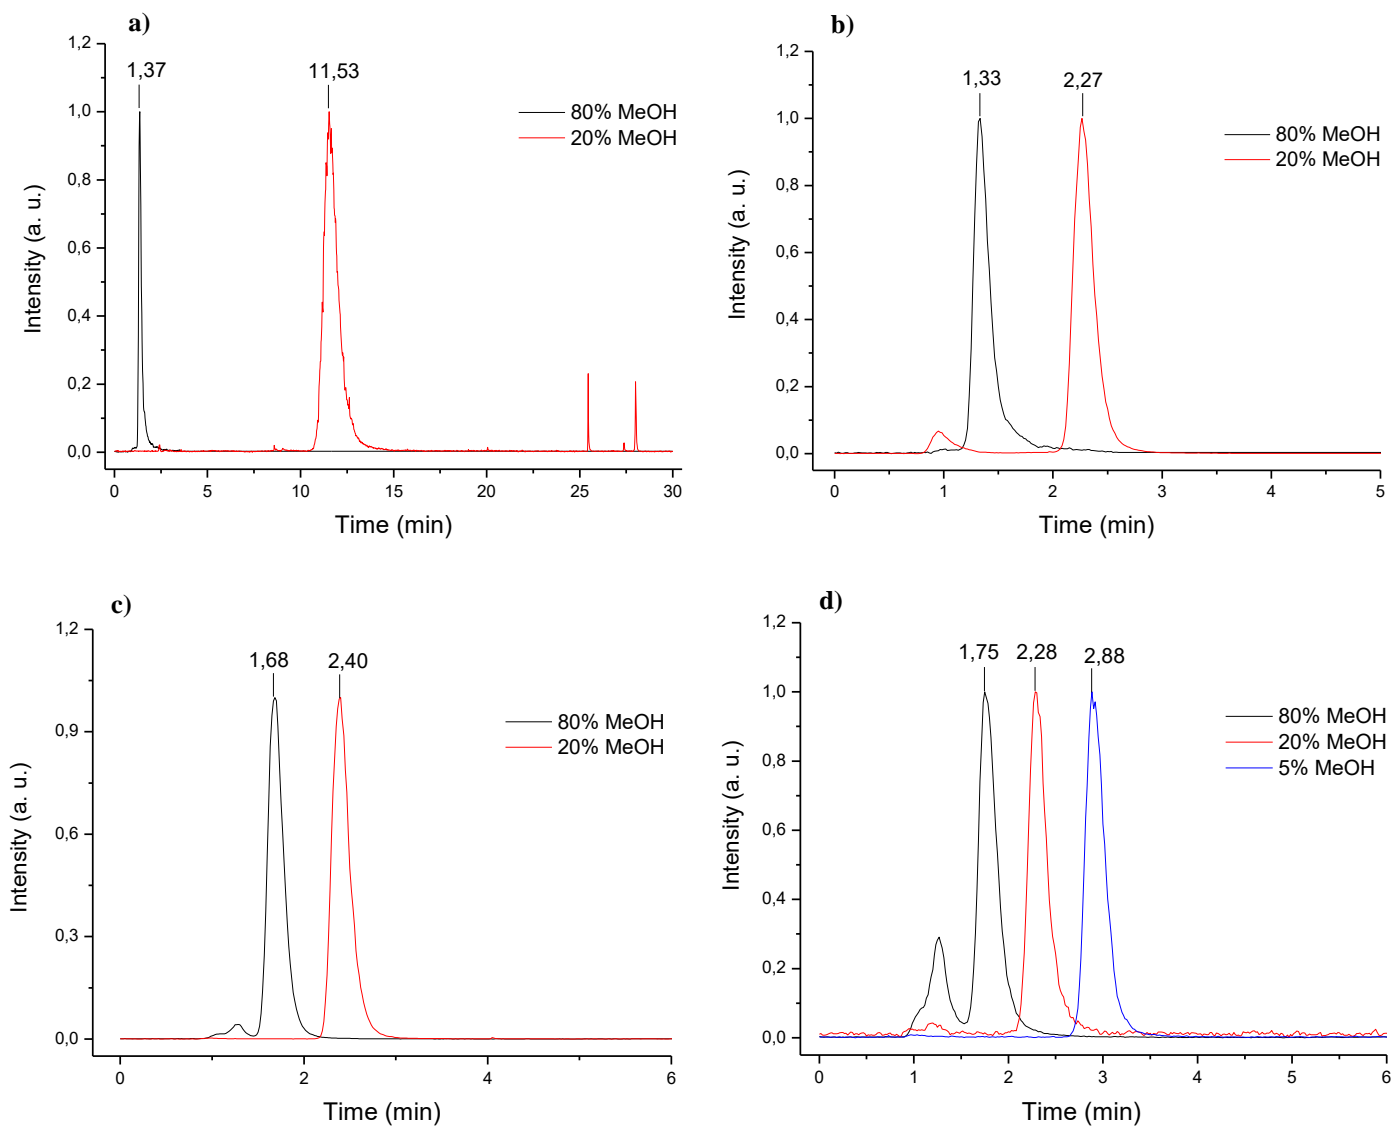 a)
1,37
11,53
80% MeOH
20% MeOH
1,2
1,0
0,8
0,6
0,4
0,2
0,0
Intensity (a. u.)
0 5 10 15 20 25 30
Time (min)
b)
1,33
2,27
80% MeOH
20% MeOH
1,2
1,0
0,8
0,6
0,4
0,2
0,0
Intensity (a. u.)
0 1 2 3 4 5
Time (min)
c)
1,68
2,40
80% MeOH
20% MeOH
1,2
0,9
0,6
0,3
0,0
Intensity (a. u.)
0 2 4 6
Time (min)
d)
1,75
2,28
2,88
80% MeOH
20% MeOH
5% MeOH
1,2
1,0
0,8
0,6
0,4
0,2
0,0
Intensity (a. u.)
0 1 2 3 4 5 6
Time (min)